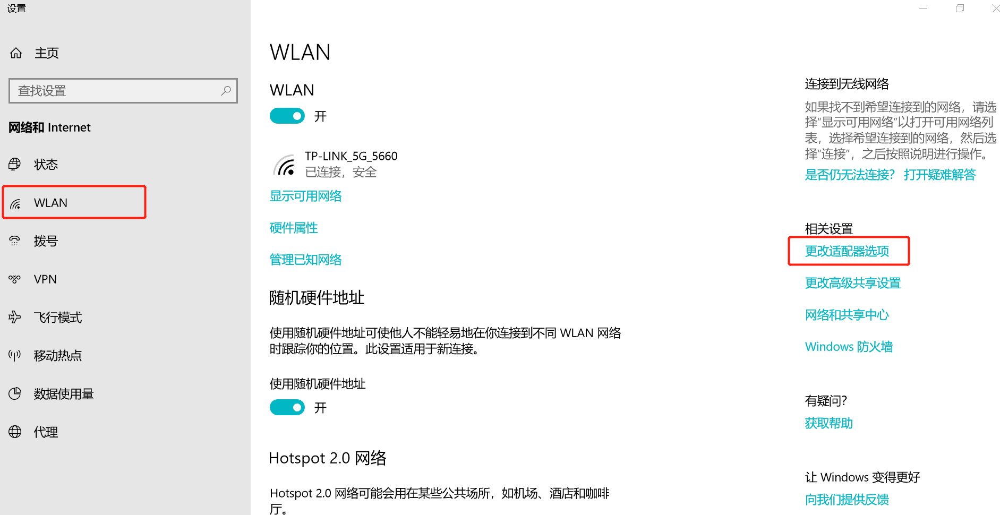 设置
主页
查找设置
网络和 Internet
状态
WLAN
拨号
VPN
飞行模式
移动热点
数据使用量
代理
WLAN
WLAN
开
TP-LINK_5G_5660
已连接，安全
显示可用网络
硬件属性
管理已知网络
随机硬件地址
使用随机硬件地址可使他人不能轻易地在你连接到不同 WLAN 网络
时跟踪你的位置。此设置适用于新连接。
使用随机硬件地址
开
Hotspot 2.0 网络
Hotspot 2.0 网络可能会用在某些公共场所，如机场、酒店和咖啡
厅。
连接到无线网络
如果找不到希望连接到的网络，请选
择“显示可用网络”以打开可用网络列
表，选择希望连接到的网络，然后选
择“连接”，之后按照说明进行操作。
是否仍无法连接？ 打开疑难解答
相关设置
更改适配器选项
更改高级共享设置
网络和共享中心
Windows 防火墙
有疑问？
获取帮助
让 Windows 变得更好
向我们提供反馈